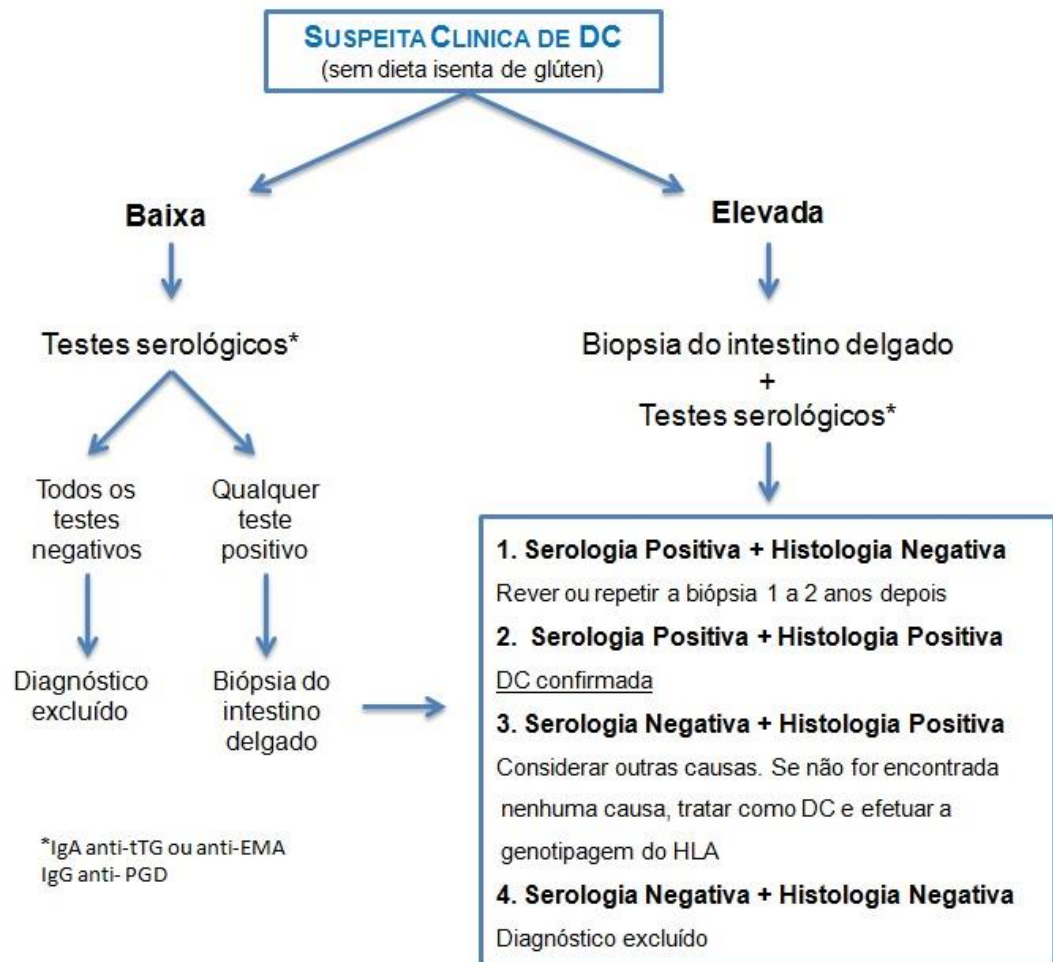 SUSPEITA CLINICA DE DC
(sem dieta isenta de glúten)
Baixa
Elevada
Testes serológicos*
Biopsia do intestino delgado
+
Testes serológicos*
Todos os
testes
negativos
Qualquer
teste
positivo
Diagnóstico
excluído
Biópsia do
intestino
delgado
1. Serologia Positiva + Histologia Negativa
Rever ou repetir a biópsia 1 a 2 anos depois
2. Serologia Positiva + Histologia Positiva
DC confirmada
3. Serologia Negativa + Histologia Positiva
Considerar outras causas. Se não for encontrada
nenhuma causa, tratar como DC e efetuar a
genotipagem do HLA
4. Serologia Negativa + Histologia Negativa
Diagnóstico excluído
*IgA anti-tTG ou anti-EMA
IgG anti- PGD